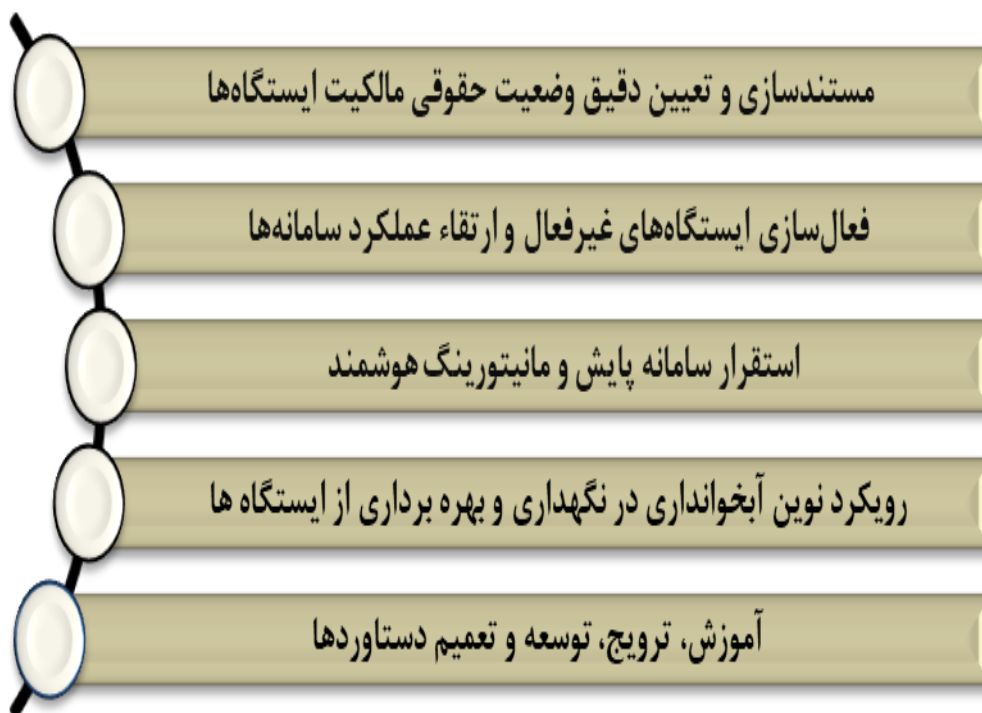 مستندسازی و تعیین دقیق وضعیت حقوقی مالکیت ایستگاه‌ها
فعال‌سازی ایستگاه‌های غیرفعال و ارتقاء عملکرد سامانه‌ها
استقرار سامانه پایش و مانیتورینگ هوشمند
رویکرد نوین آبخوانداری در نگهداری و بهره برداری از ایستگاه ها
آموزش، ترویج، توسعه و تعمیم دستاوردها